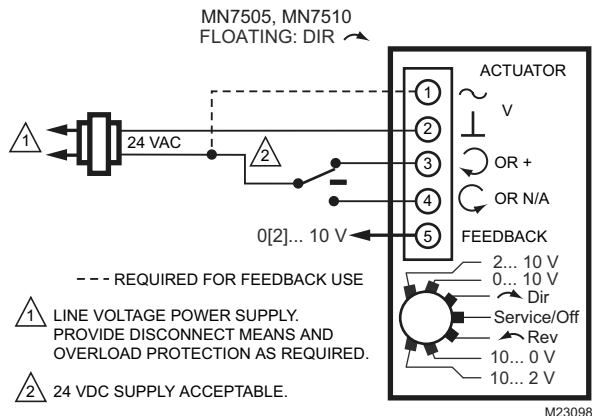 MN7505, MN7510
FLOATING: DIR
ACTUATOR
1
V
2
1
24 VAC
2
3
OR +
4
OR N/A
0[2]... 10 V
5
FEEDBACK
--- REQUIRED FOR FEEDBACK USE
2... 10 V
0... 10 V
Dir
Service/Off
Rev
10... 0 V
10... 2 V
1 LINE VOLTAGE POWER SUPPLY.
PROVIDE DISCONNECT MEANS AND
OVERLOAD PROTECTION AS REQUIRED.
2 24 VDC SUPPLY ACCEPTABLE.
M23098